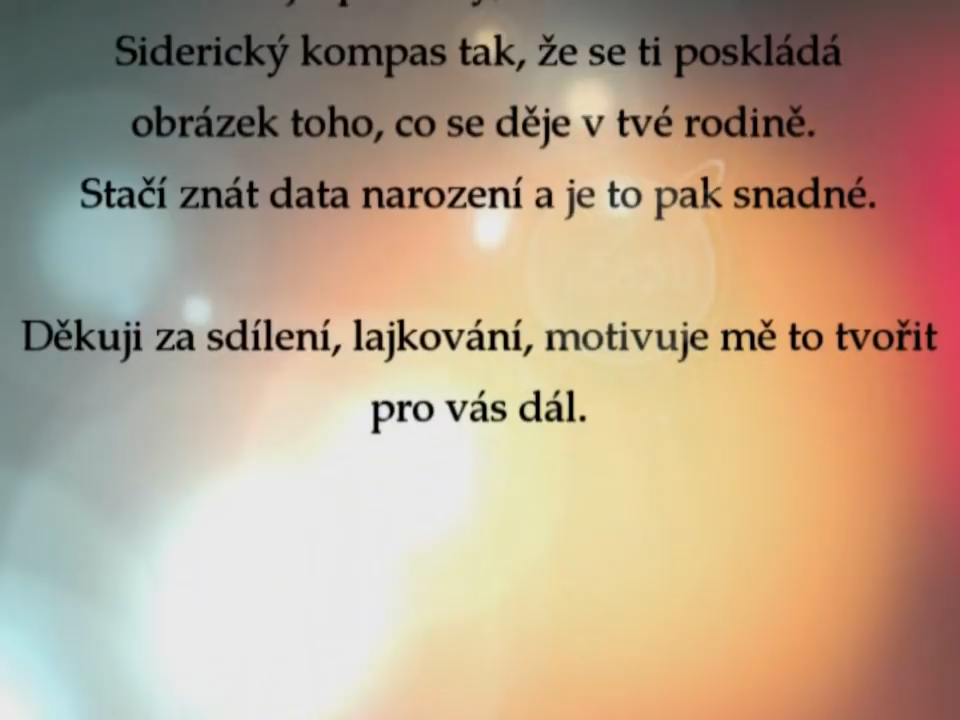 Siderický kompas tak, že se ti poskládá
obrázek toho, co se děje v tvé rodině.
Stačí znát data narození a je to pak snadné.
Děkuji za sdílení, lajkování, motivuje mě to tvořit
pro vás dál.